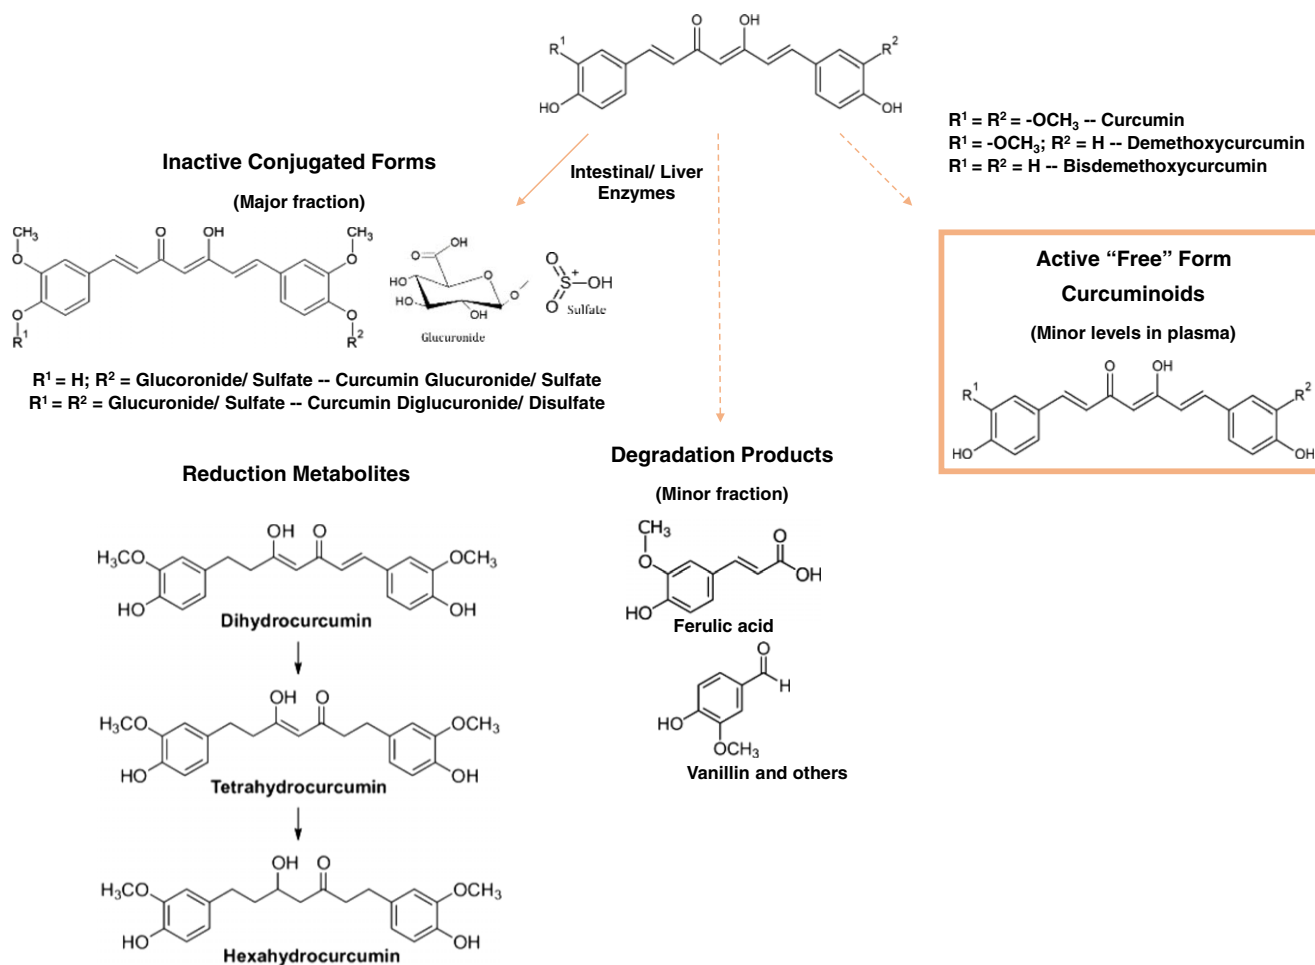 O OH
R¹ R²
HO OH
R¹ = R² = -OCH₃ -- Curcumin
R¹ = -OCH₃; R² = H -- Demethoxycurcumin
R¹ = R² = H -- Bisdemethoxycurcumin
Inactive Conjugated Forms
(Major fraction)
Intestinal/ Liver
Enzymes
CH₃ O OH CH₃
O O
O O
R¹ R²
O OH
HO O
HO O
OH
Glucuronide
O
S⁺ OH
O
Sulfate
R¹ = H; R² = Glucoronide/ Sulfate -- Curcumin Glucuronide/ Sulfate
R¹ = R² = Glucuronide/ Sulfate -- Curcumin Diglucuronide/ Disulfate
Active “Free” Form
Curcuminoids
(Minor levels in plasma)
O OH
R¹ R²
HO OH
Reduction Metabolites
OH O
H₃CO OCH₃
HO OH
Dihydrocurcumin
OH O
H₃CO OCH₃
HO OH
Tetrahydrocurcumin
OH O
H₃CO OCH₃
HO OH
Hexahydrocurcumin
Degradation Products
(Minor fraction)
CH₃
O O
HO OH
Ferulic acid
O
H
HO
OCH₃
Vanillin and others